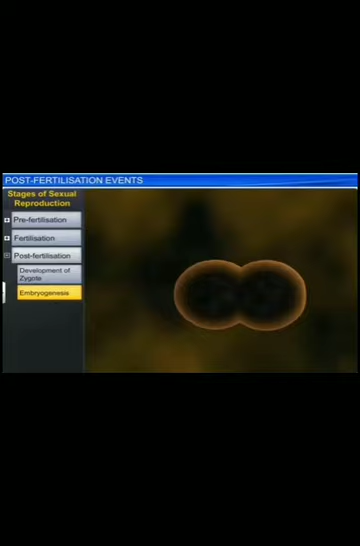 POST-FERTILISATION EVENTS
Stages of Sexual
Reproduction
Pre-fertilisation
Fertilisation
Post-fertilisation
Development of
Zygote
Embryogenesis